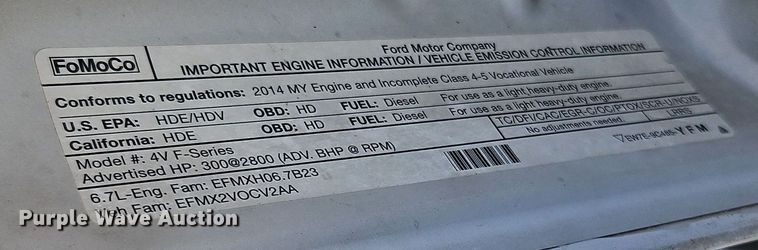 FoMoCo
Ford Motor Company
IMPORTANT ENGINE INFORMATION / VEHICLE EMISSION CONTROL INFORMATION
Conforms to regulations: 2014 MY Engine and Incomplete Class 4-5 Vocational Vehicle
U.S. EPA: HDE/HDV OBD: HD FUEL: Diesel For use as a light,heavy-duty engine.
California: HDE OBD: HD FUEL: Diesel For use as a light,heavy-duty engine.
Model #: 4V F-Series
TC/DFI/CAC/EGR-C/CEO/PTOX/SCR-U/NOXS
No adjustments needed.
Advertised HP: 300@2800 (ADV. BHP @ RPM)
YFM
6.7L-Eng. Fam: EFMXH06.7B23
Veh Fam: EFMX2VOCV2AA
Purple Wave Auction